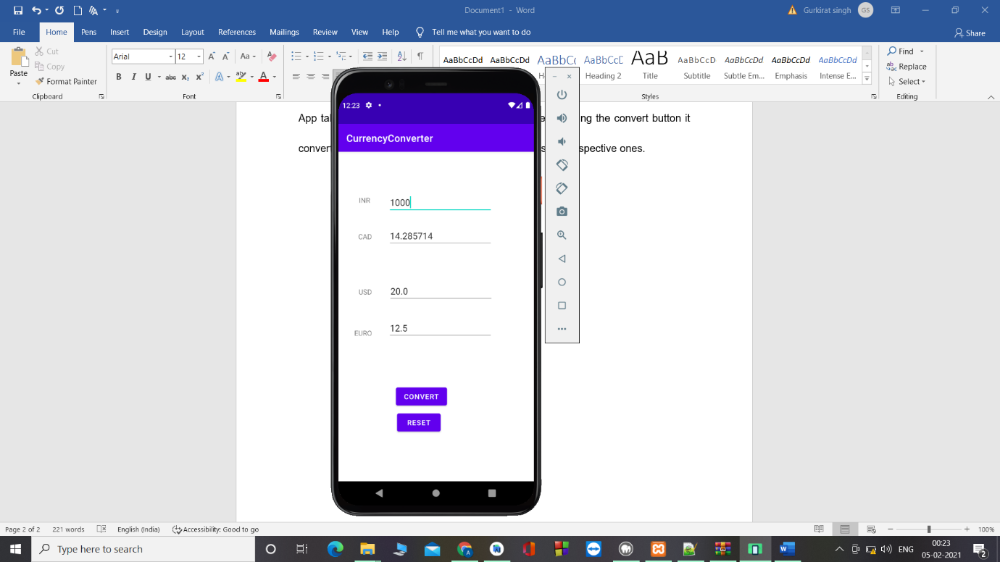 Document1 - Word
Gurkirat singh
GS
File Home Pens Insert Design Layout References Mailings Review View Help Tell me what you want to do Share
Paste
Cut
Copy
Format Painter
Clipboard
Arial 12
Font
AaBbCcDd AaBbCcDd AaBbC AaBbCcE AaB AaBbCcD AaBbCcDd AaBbCcDd AaBbCcDd
Heading 2 Title Subtitle Subtle Em... Emphasis Intense E...
Styles
Find
Replace
Select
Editing
App
ng the convert button it
conver
spective ones.
12:23
CurrencyConverter
INR 1000
CAD 14.285714
USD 20.0
EURO 12.5
CONVERT
RESET
Page 2 of 2 221 words English (India) Accessibility: Good to go 100%
Type here to search
ENG
00:23
05-02-2021
2